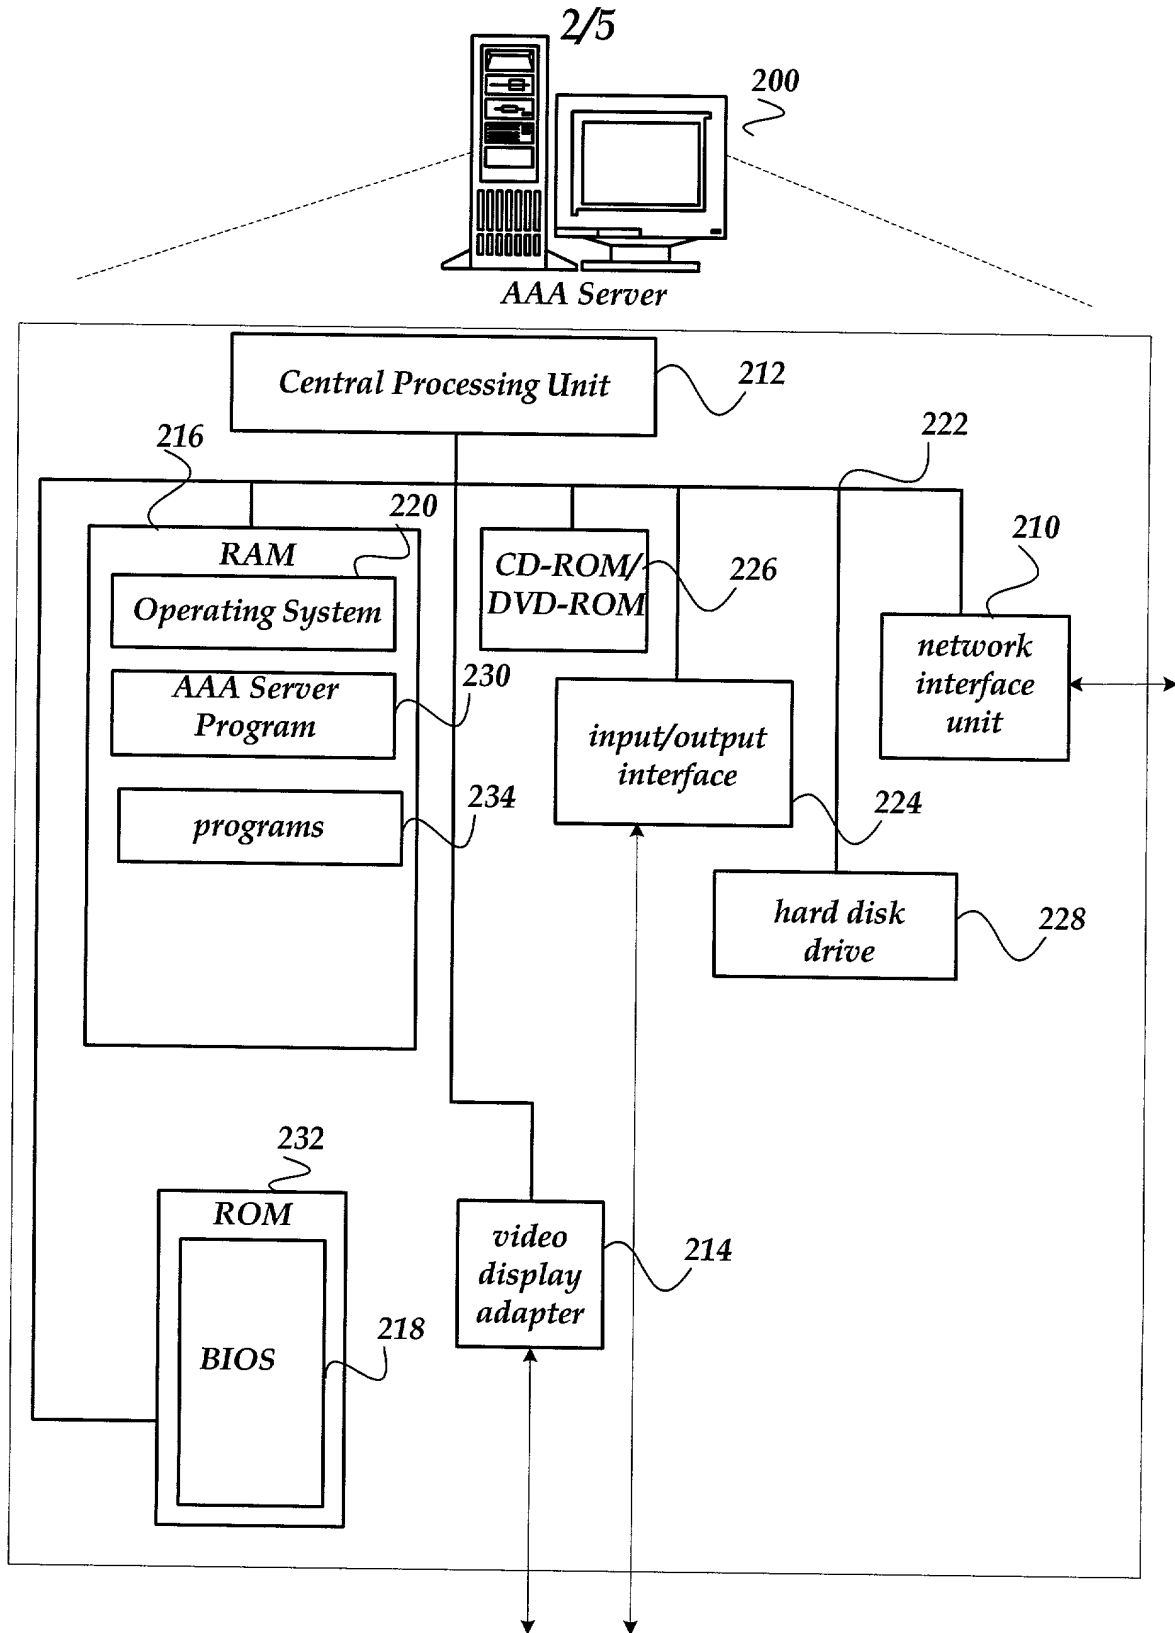 2/5
200
AAA Server
Central Processing Unit
212
216
222
220
210
RAM
Operating System
CD-ROM/
DVD-ROM
226
network
interface
unit
AAA Server
Program
230
input/output
interface
programs
234
224
hard disk
drive
228
232
ROM
video
display
adapter
214
BIOS
218